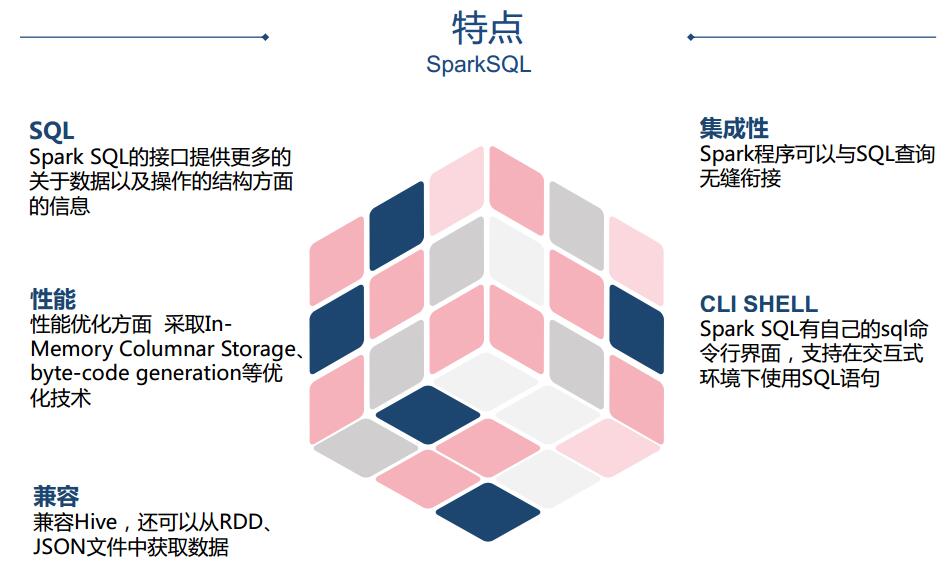 特点
SparkSQL
SQL
Spark SQL的接口提供更多的
关于数据以及操作的结构方面
的信息
性能
性能优化方面 采取In-
Memory Columnar Storage、
byte-code generation等优
化技术
兼容
兼容Hive，还可以从RDD、
JSON文件中获取数据
集成性
Spark程序可以与SQL查询
无缝衔接
CLI SHELL
Spark SQL有自己的sql命
令行界面，支持在交互式
环境下使用SQL语句